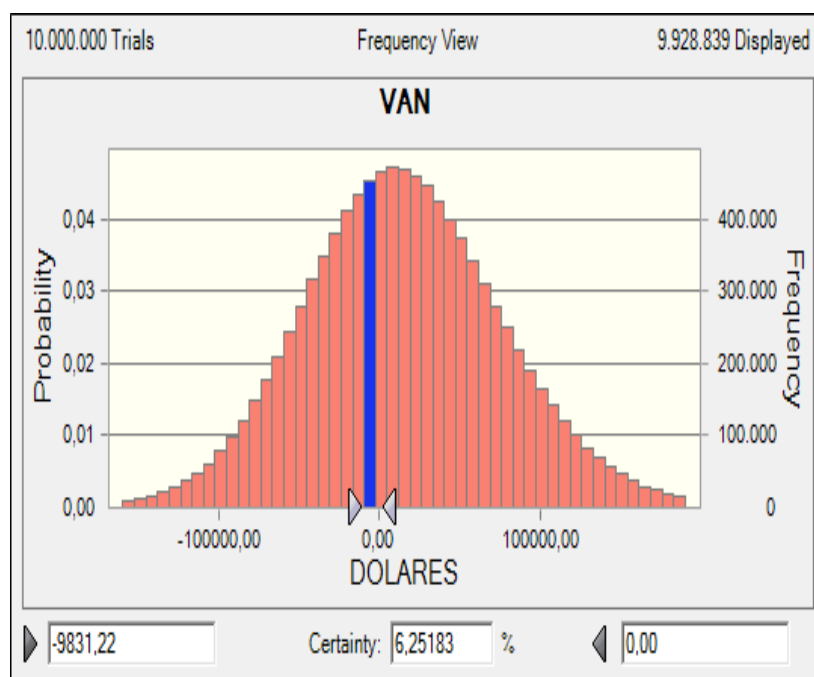 10.000.000 Trials Frequency View 9.928.839 Displayed
VAN
Probability
0,04
0,03
0,02
0,01
0,00
400.000
300.000
200.000
100.000
0
Frequency
-100000,00 0,00 100000,00
DOLARES
-9831,22 Certainty: 6,25183 % 0,00